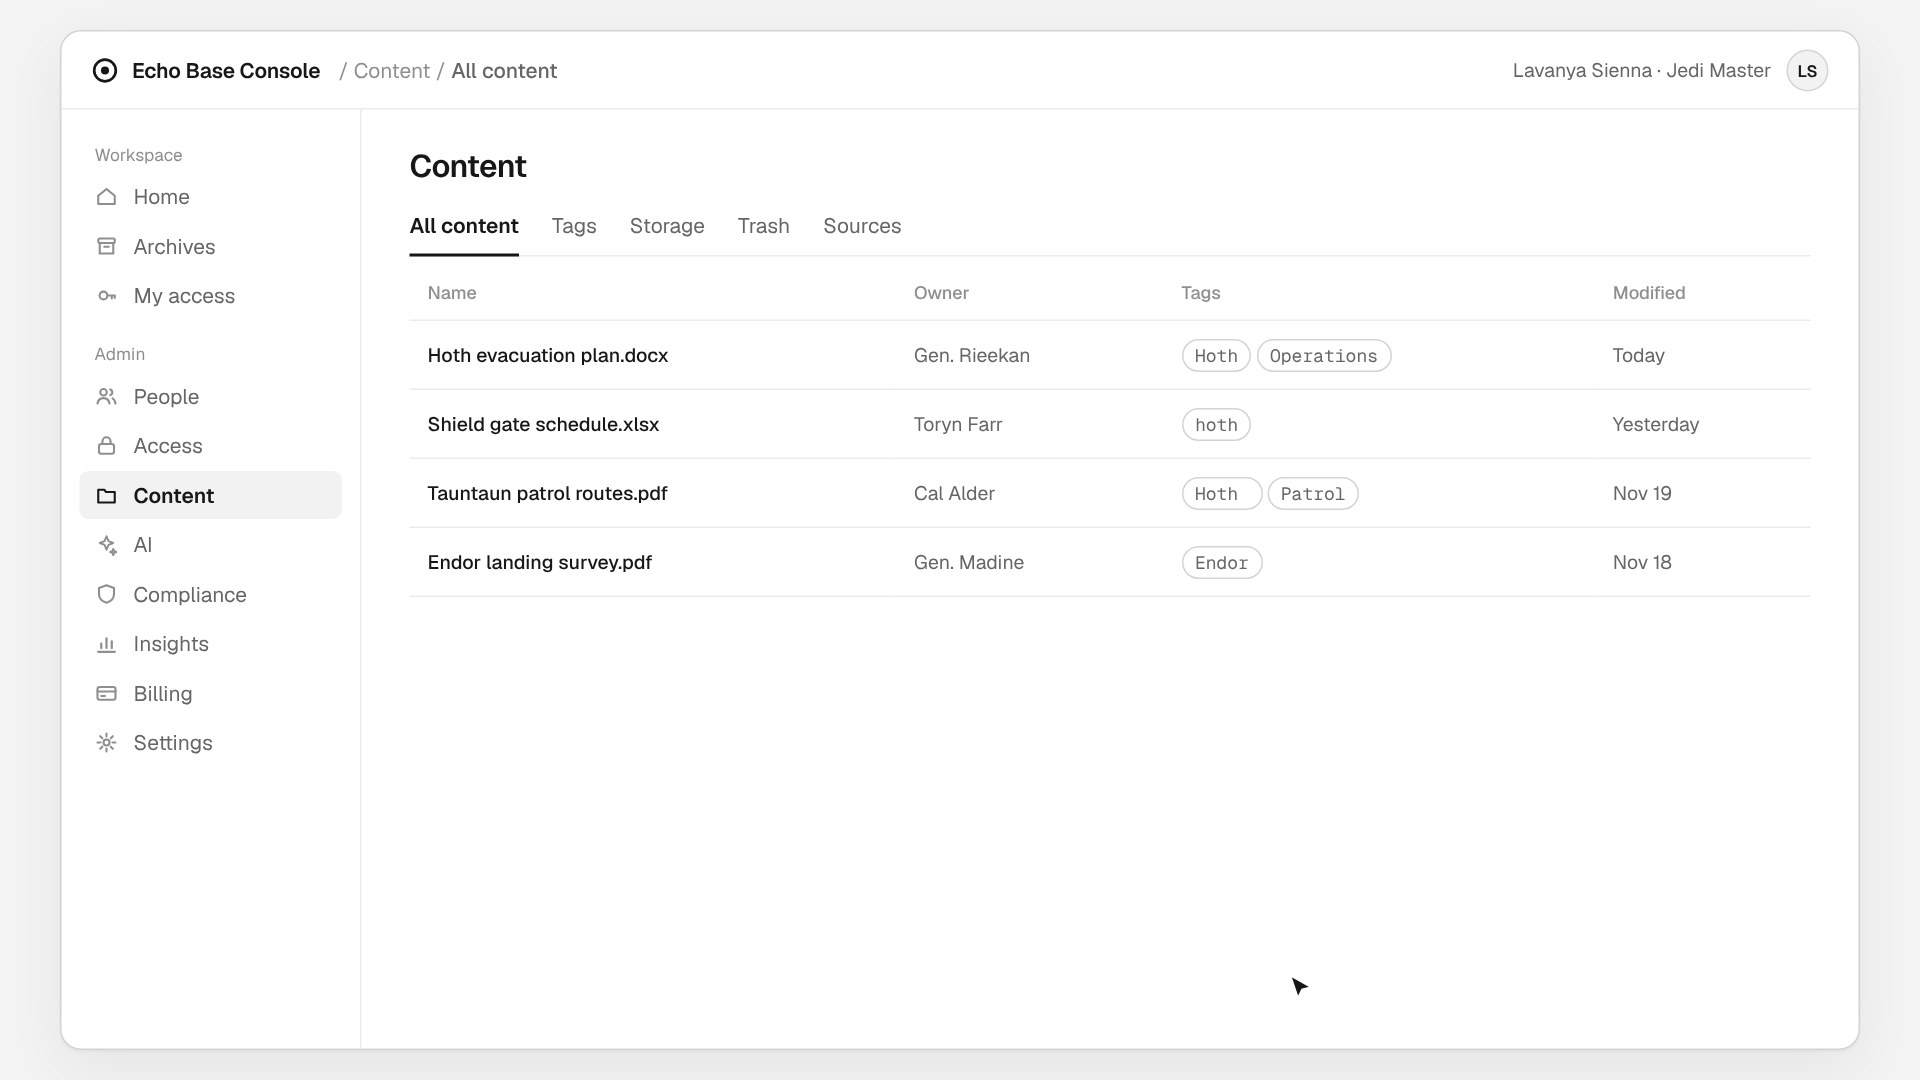 Echo Base Console / Content / All content
Lavanya Sienna · Jedi Master LS
Workspace
Home
Archives
My access
Admin
People
Access
Content
AI
Compliance
Insights
Billing
Settings
Content
All content Tags Storage Trash Sources
Name Owner Tags Modified
Hoth evacuation plan.docx Gen. Rieekan Hoth Operations Today
Shield gate schedule.xlsx Toryn Farr hoth Yesterday
Tauntaun patrol routes.pdf Cal Alder Hoth Patrol Nov 19
Endor landing survey.pdf Gen. Madine Endor Nov 18